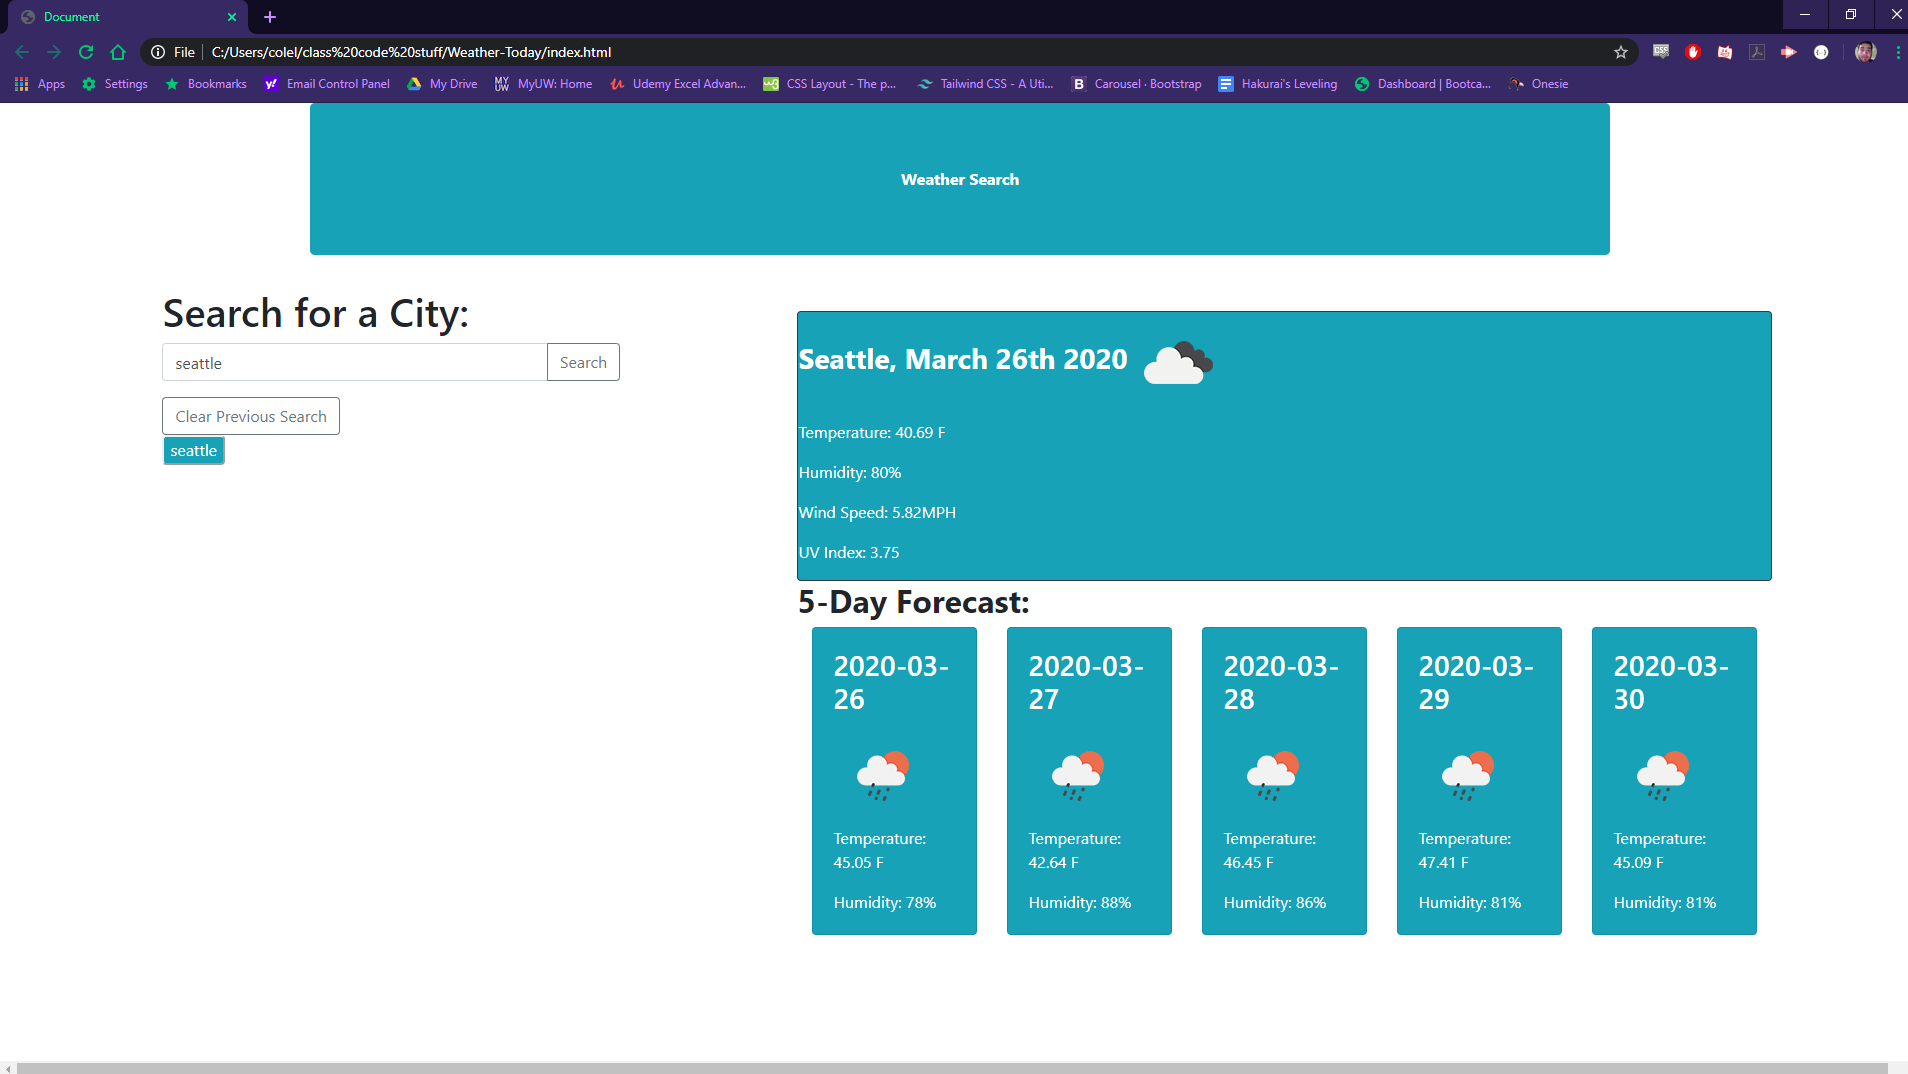 Document
File C:/Users/colel/class%20code%20stuff/Weather-Today/index.html
Apps Settings Bookmarks Email Control Panel My Drive MyUW: Home Udemy Excel Advan... CSS Layout - The p... Tailwind CSS - A Uti... Carousel · Bootstrap Hakurai's Leveling Dashboard | Bootca... Onesie
Weather Search
Search for a City:
seattle Search
Clear Previous Search
seattle
Seattle, March 26th 2020
Temperature: 40.69 F
Humidity: 80%
Wind Speed: 5.82MPH
UV Index: 3.75
5-Day Forecast:
2020-03-
26
Temperature:
45.05 F
Humidity: 78%
2020-03-
27
Temperature:
42.64 F
Humidity: 88%
2020-03-
28
Temperature:
46.45 F
Humidity: 86%
2020-03-
29
Temperature:
47.41 F
Humidity: 81%
2020-03-
30
Temperature:
45.09 F
Humidity: 81%